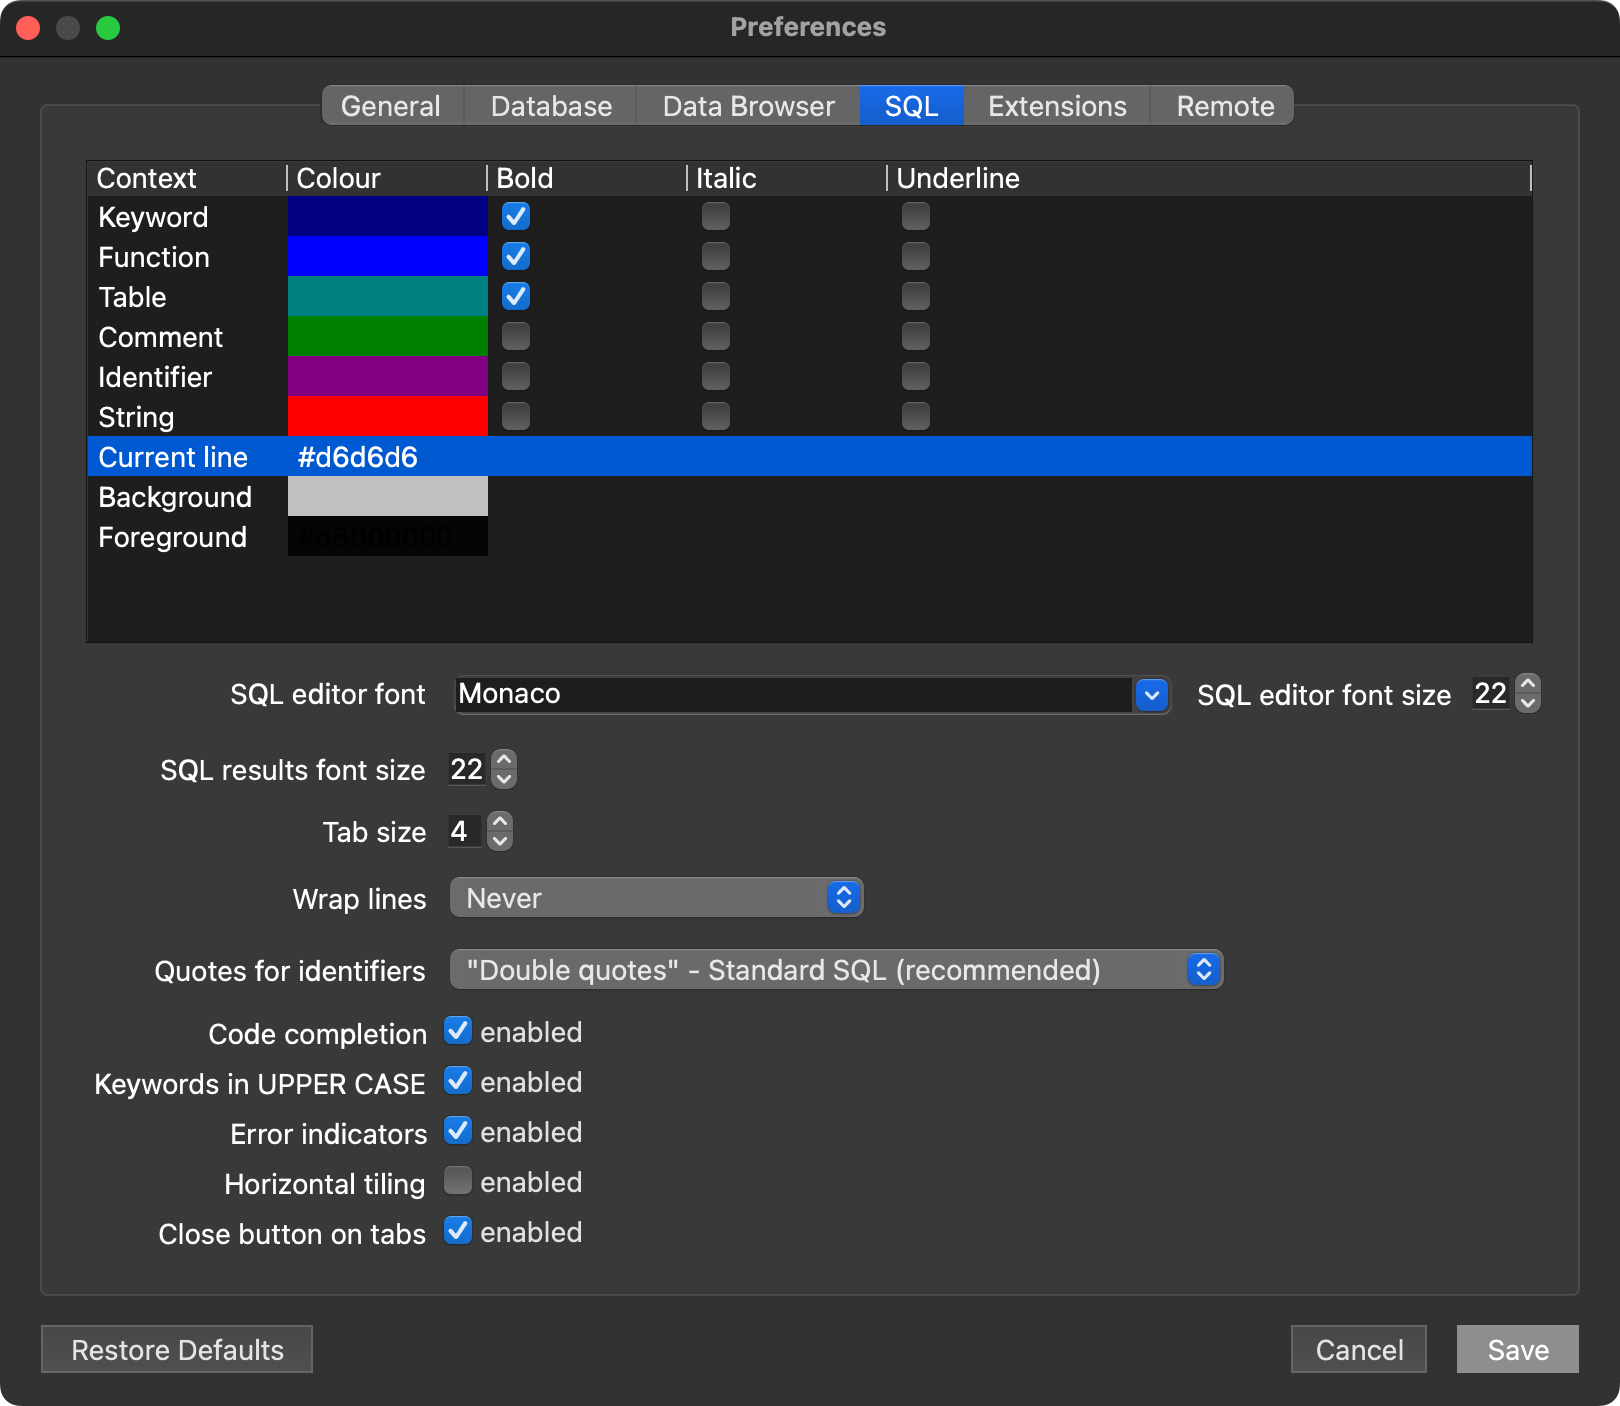 Preferences
General Database Data Browser SQL Extensions Remote
Context Colour Bold Italic Underline
Keyword
Function
Table
Comment
Identifier
String
Current line #d6d6d6
Background
Foreground #d8000000
SQL editor font Monaco SQL editor font size 22
SQL results font size 22
Tab size 4
Wrap lines Never
Quotes for identifiers "Double quotes" - Standard SQL (recommended)
Code completion enabled
Keywords in UPPER CASE enabled
Error indicators enabled
Horizontal tiling enabled
Close button on tabs enabled
Restore Defaults Cancel Save